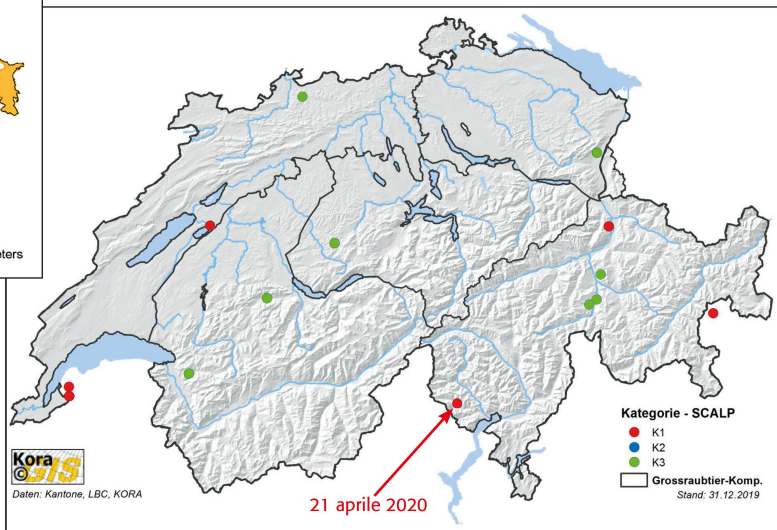 eters
Kategorie - SCALP
K1
K2
K3
Grossraubtier-Komp.
Stand: 31.12.2019
Kora
©GIS
Daten: Kantone, LBC, KORA
21 aprile 2020